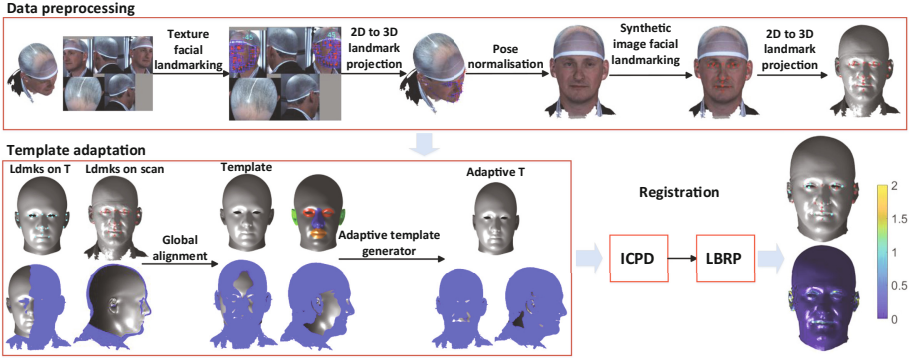 Data preprocessing
Texture
facial
landmarking
45
45
2D to 3D
landmark
projection
Pose
normalisation
Synthetic
image facial
landmarking
2D to 3D
landmark
projection
Template adaptation
Ldmks on T
Ldmks on scan
Global
alignment
Template
Adaptive template
generator
Adaptive T
Registration
ICPD
LBRP
2
1.5
1
0.5
0